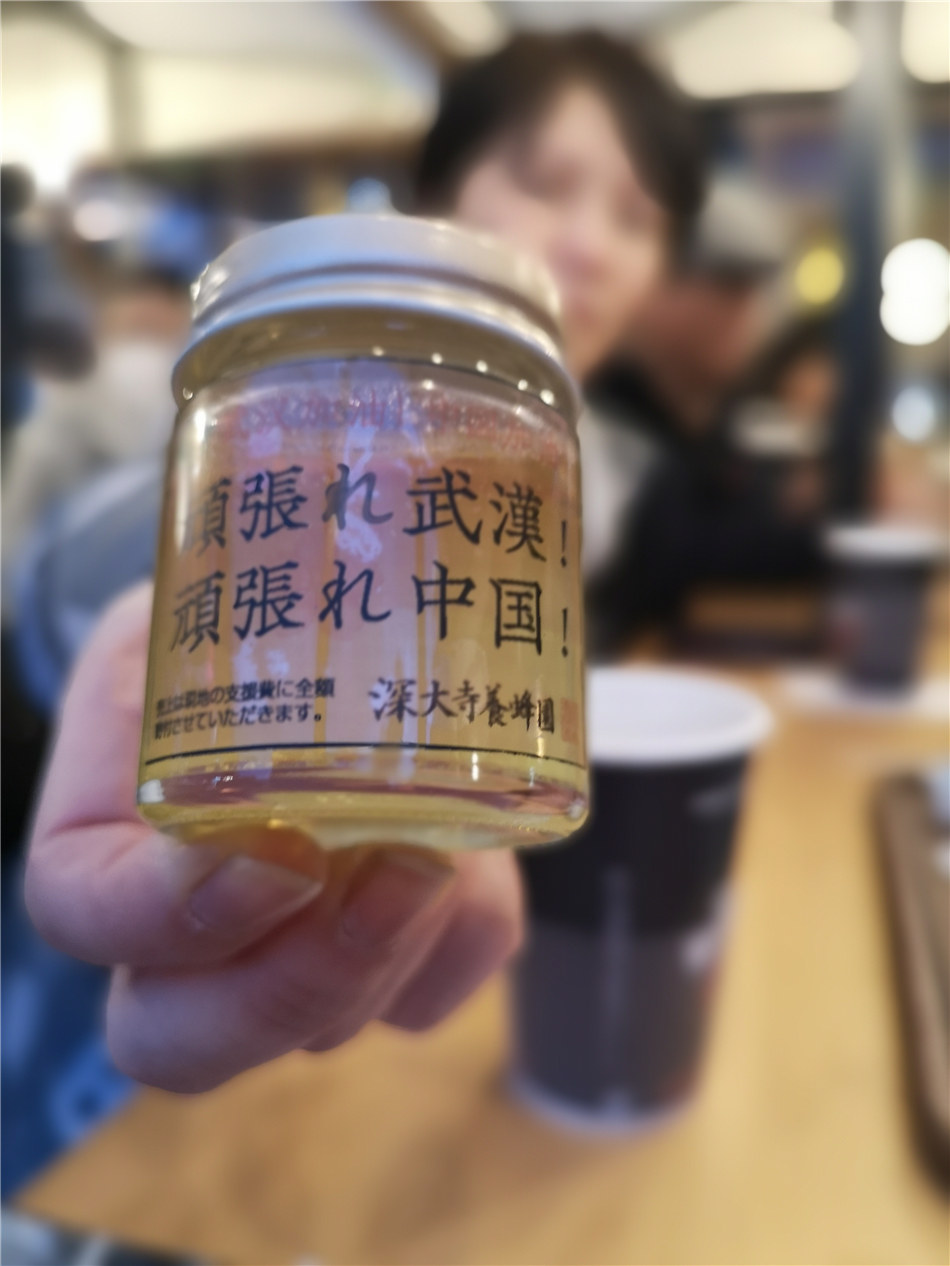 頑張れ武漢!
頑張れ中国!
売上は現地の支援費に全額
寄付させていただきます。
深大寺養蜂園